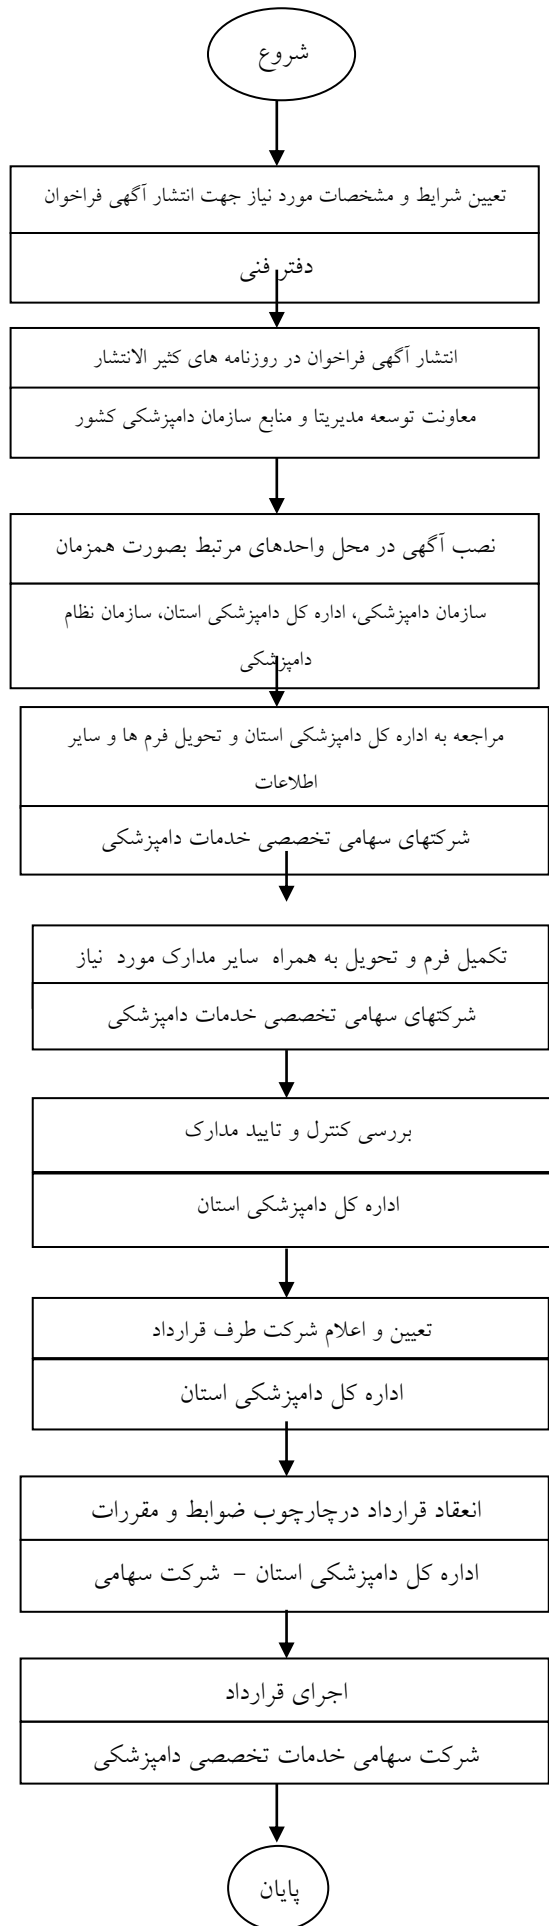 شروع
تعیین شرایط و مشخصات مورد نیاز جهت انتشار آگهی فراخوان
دفتر فنی
انتشار آگهی فراخوان در روزنامه های کثیر الانتشار
معاونت توسعه مدیریتا و منابع سازمان دامپزشکی کشور
نصب آگهی در محل واحدهای مرتبط بصورت همزمان
سازمان دامپزشکی، اداره کل دامپزشکی استان، سازمان نظام
دامپزشکی
مراجعه به اداره کل دامپزشکی استان و تحویل فرم ها و سایر
اطلاعات
شرکتهای سهامی تخصصی خدمات دامپزشکی
تکمیل فرم و تحویل به همراه سایر مدارک مورد نیاز
شرکتهای سهامی تخصصی خدمات دامپزشکی
بررسی کنترل و تایید مدارک
اداره کل دامپزشکی استان
تعیین و اعلام شرکت طرف قرارداد
اداره کل دامپزشکی استان
انعقاد قرارداد درچارچوب ضوابط و مقررات
اداره کل دامپزشکی استان – شرکت سهامی
اجرای قرارداد
شرکت سهامی خدمات تخصصی دامپزشکی
پایان